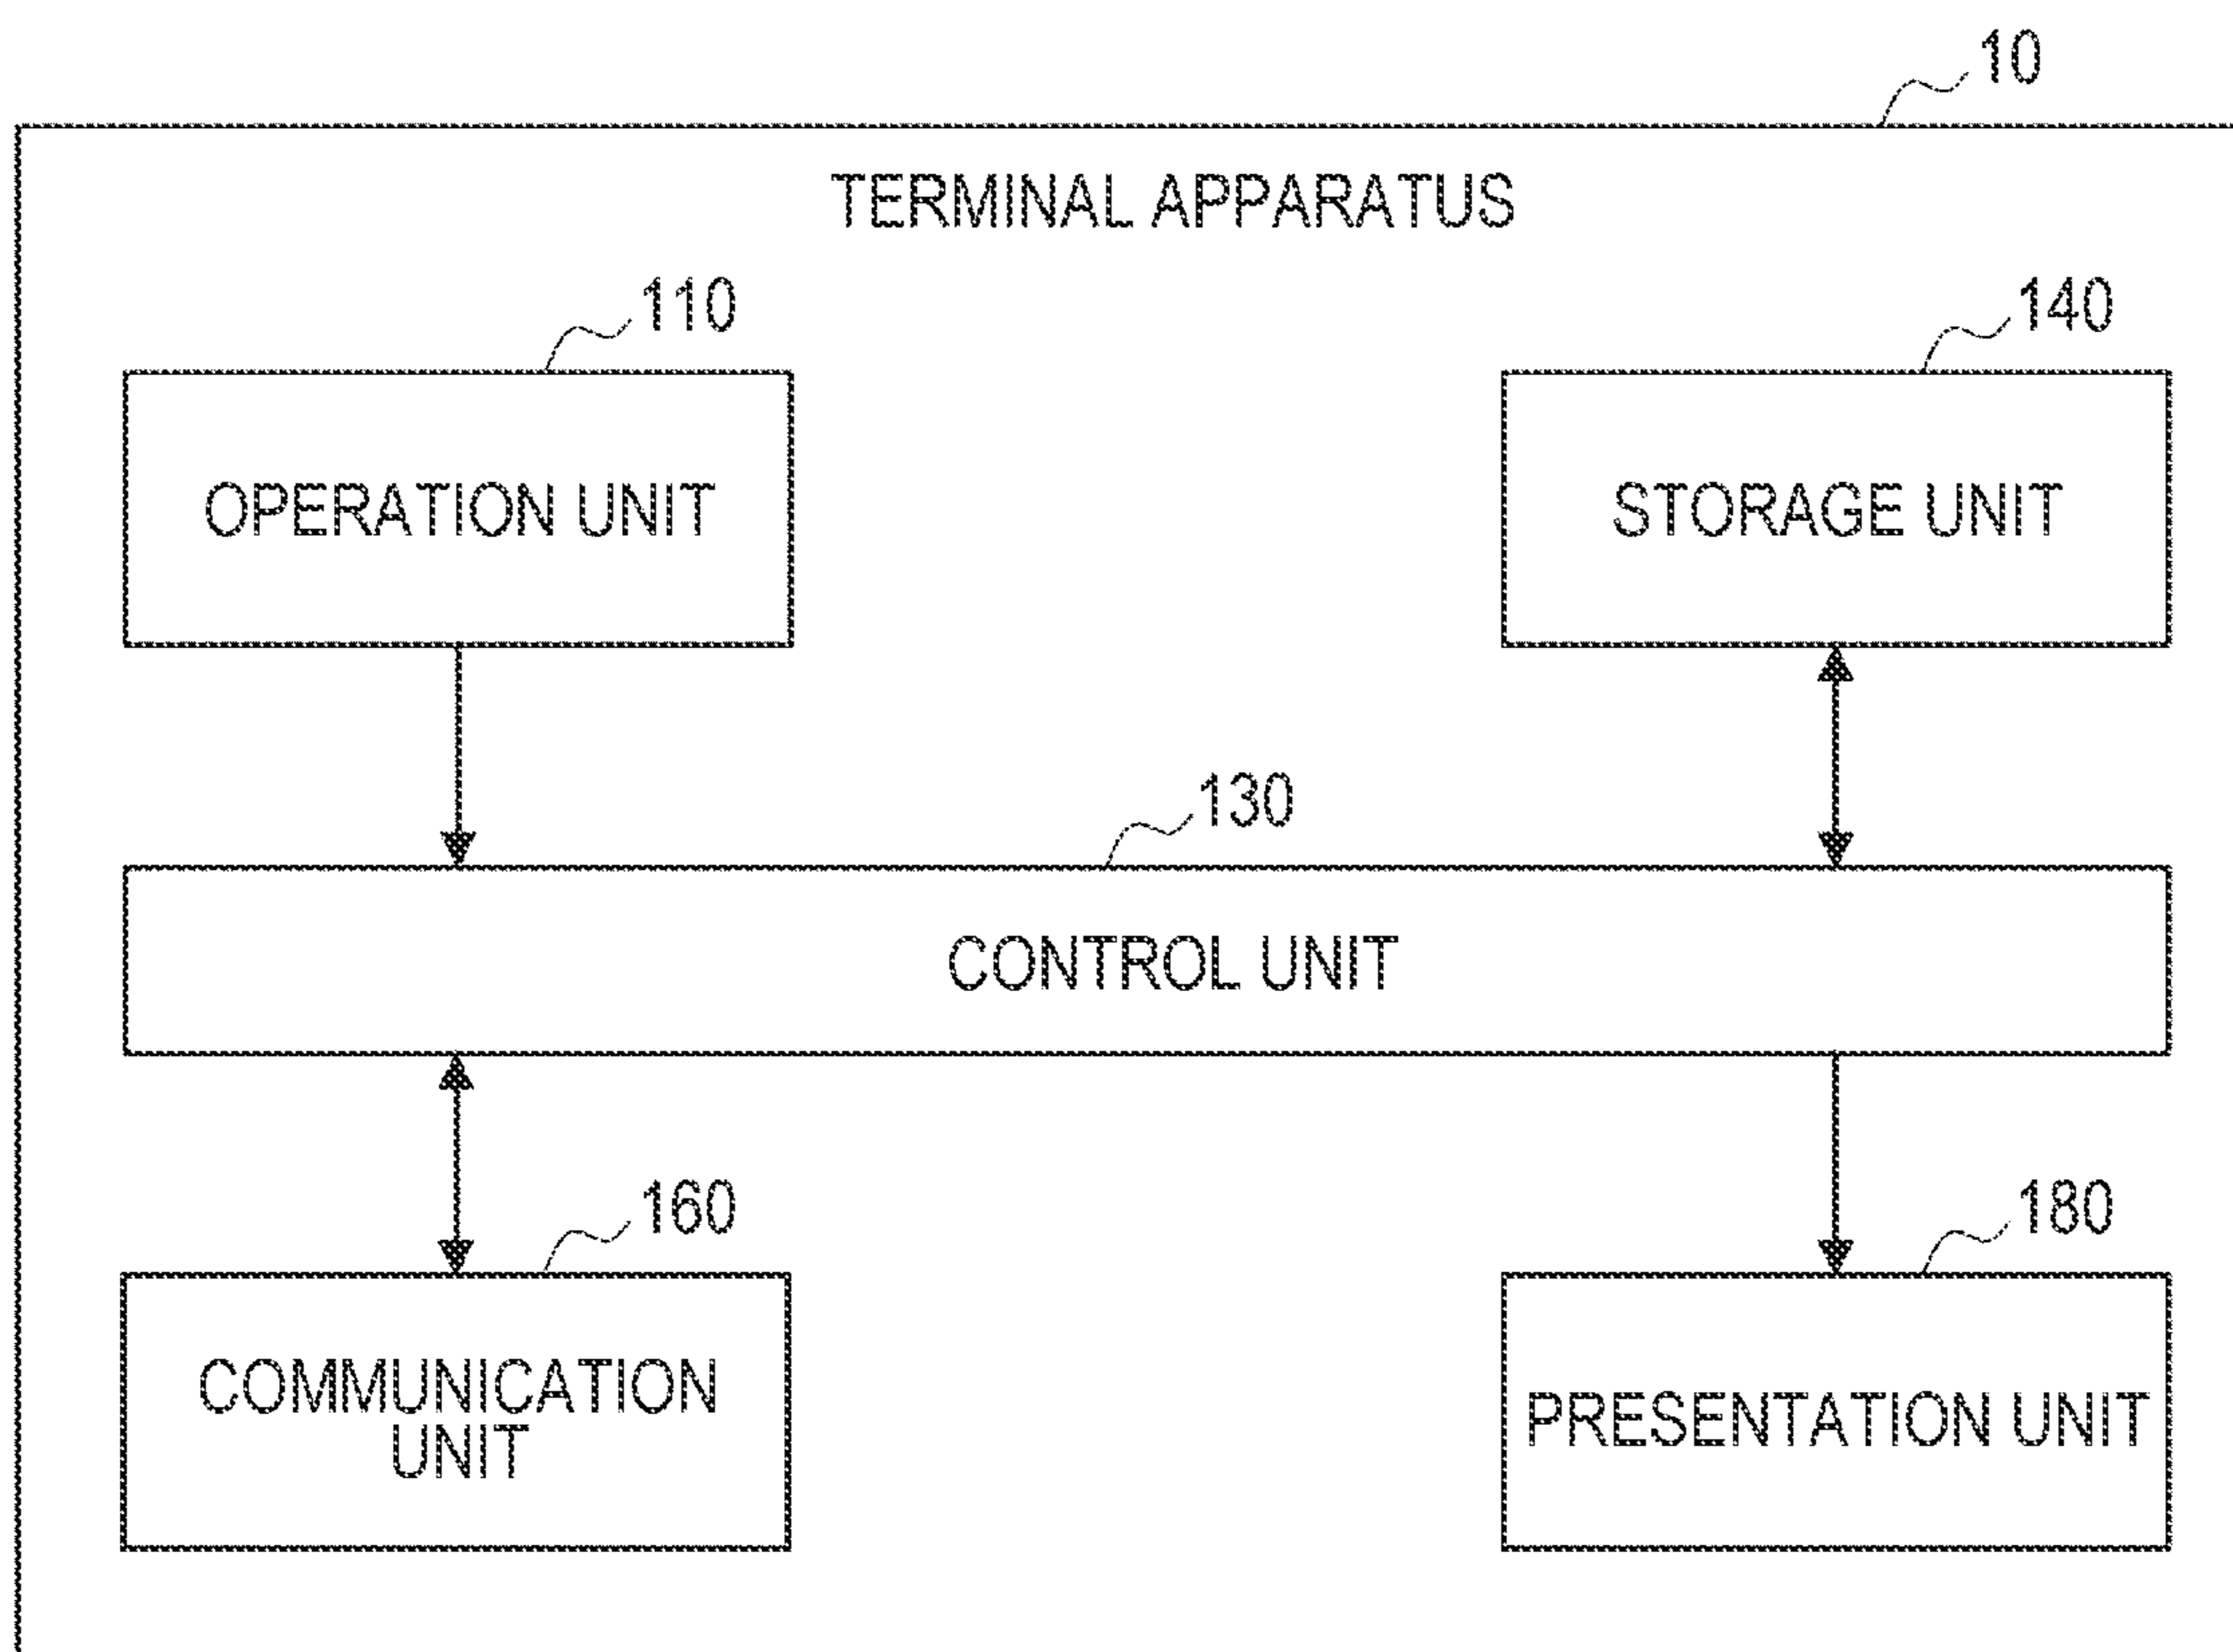 10
TERMINAL APPARATUS
110
140
OPERATION UNIT
STORAGE UNIT
130
CONTROL UNIT
160
180
COMMUNICATION
UNIT
PRESENTATION UNIT